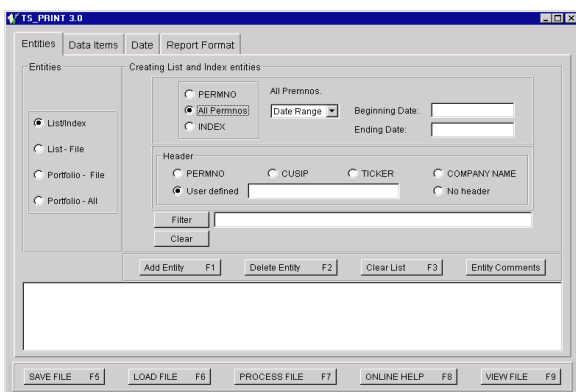 TS_PRINT 3.0
Entities Data Items Date Report Format
Entities
List/Index
List - File
Portfolio - File
Portfolio - All
Creating List and Index entities
PERMNO
All Permnos
INDEX
All Premnos.
Date Range
Beginning Date:
Ending Date:
Header
PERMNO CUSIP TICKER COMPANY NAME
User defined No header
Filter
Clear
Add Entity F1 Delete Entity F2 Clear List F3 Entity Comments
SAVE FILE F5 LOAD FILE F6 PROCESS FILE F7 ONLINE HELP F8 VIEW FILE F9